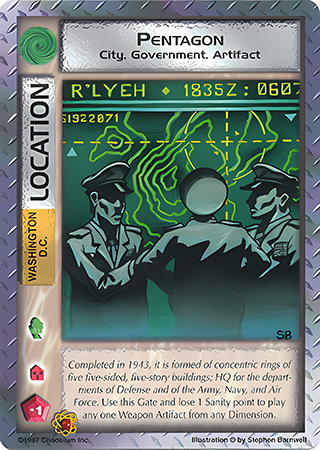 PENTAGON
City. Government. Artifact
LOCATION
WASHINGTON
D.C.
R'LYEH ◆ 1835Z : 0607
S1922071
SB
Completed in 1943, it is formed of concentric rings of
five five-sided, five-story buildings; HQ for the depart-
ments of Defense and of the Army, Navy, and Air
Force. Use this Gate and lose 1 Sanity point to play
any one Weapon Artifact from any Dimension.
-1
©1997 Chaosium Inc.
Illustration © by Stephen Barnwell